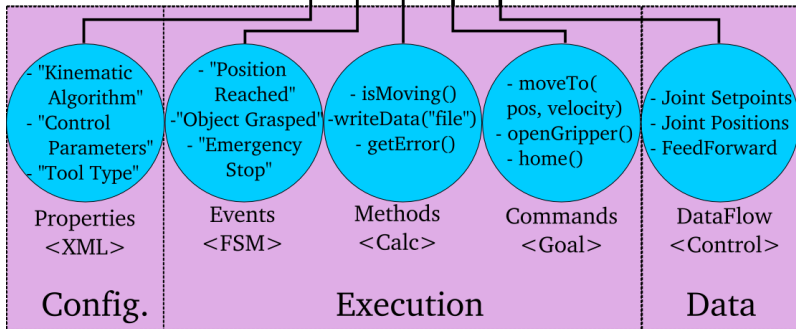 - "Kinematic
Algorithm"
- "Control
Parameters"
- "Tool Type"
- "Position
Reached"
-"Object Grasped"
- "Emergency
Stop"
- isMoving()
-writeData("file")
- getError()
- moveTo(
pos, velocity)
- openGripper()
- home()
- Joint Setpoints
- Joint Positions
- FeedForward
Properties
<XML>
Events
<FSM>
Methods
<Calc>
Commands
<Goal>
DataFlow
<Control>
Config.
Execution
Data